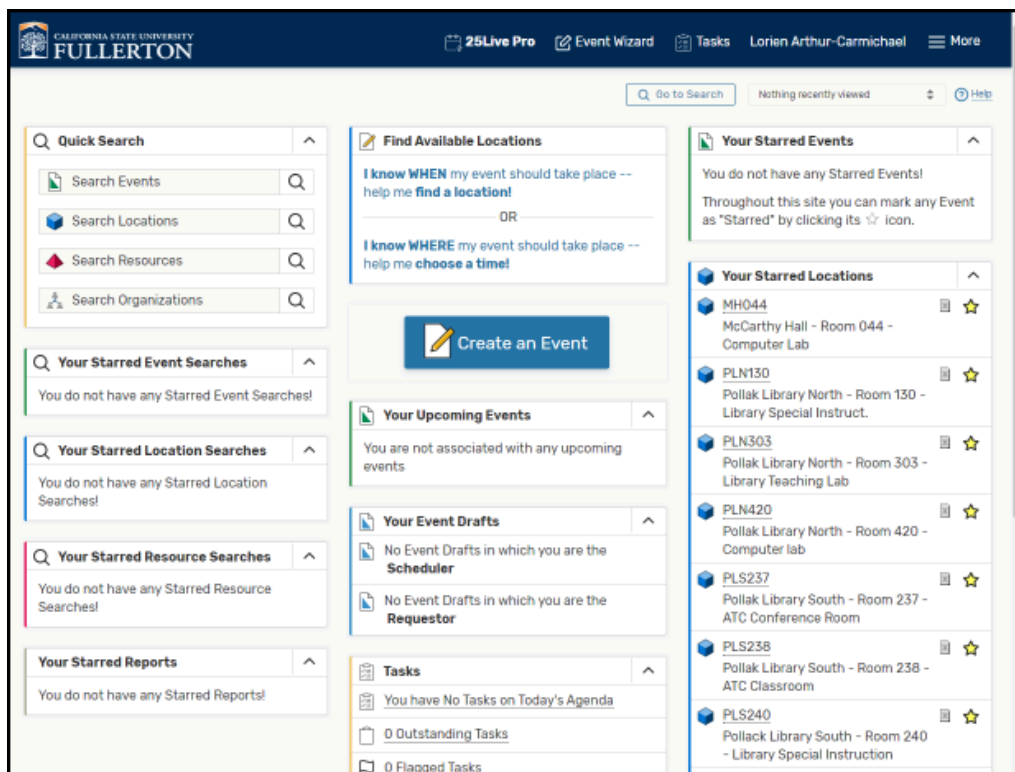 CALIFORNIA STATE UNIVERSITY
FULLERTON
25Live Pro
Event Wizard
Tasks
Lorien Arthur-Carmichael
More
Go to Search
Nothing recently viewed
Help
Quick Search
Search Events
Search Locations
Search Resources
Search Organizations
Your Starred Event Searches
You do not have any Starred Event Searches!
Your Starred Location Searches
You do not have any Starred Location
Searches!
Your Starred Resource Searches
You do not have any Starred Resource
Searches!
Your Starred Reports
You do not have any Starred Reports!
Find Available Locations
I know WHEN my event should take place --
help me find a location!
OR
I know WHERE my event should take place --
help me choose a time!
Create an Event
Your Upcoming Events
You are not associated with any upcoming
events
Your Event Drafts
No Event Drafts in which you are the
Scheduler
No Event Drafts in which you are the
Requestor
Tasks
You have No Tasks on Today's Agenda
0 Outstanding Tasks
0 Flagged Tasks
Your Starred Events
You do not have any Starred Events!
Throughout this site you can mark any Event
as "Starred" by clicking its ☆ icon.
Your Starred Locations
MH044
McCarthy Hall - Room 044 -
Computer Lab
PLN130
Pollak Library North - Room 130 -
Library Special Instruct.
PLN303
Pollak Library North - Room 303 -
Library Teaching Lab
PLN420
Pollak Library North - Room 420 -
Computer lab
PLS237
Pollak Library South - Room 237 -
ATC Conference Room
PLS238
Pollak Library South - Room 238 -
ATC Classroom
PLS240
Pollack Library South - Room 240
- Library Special Instruction